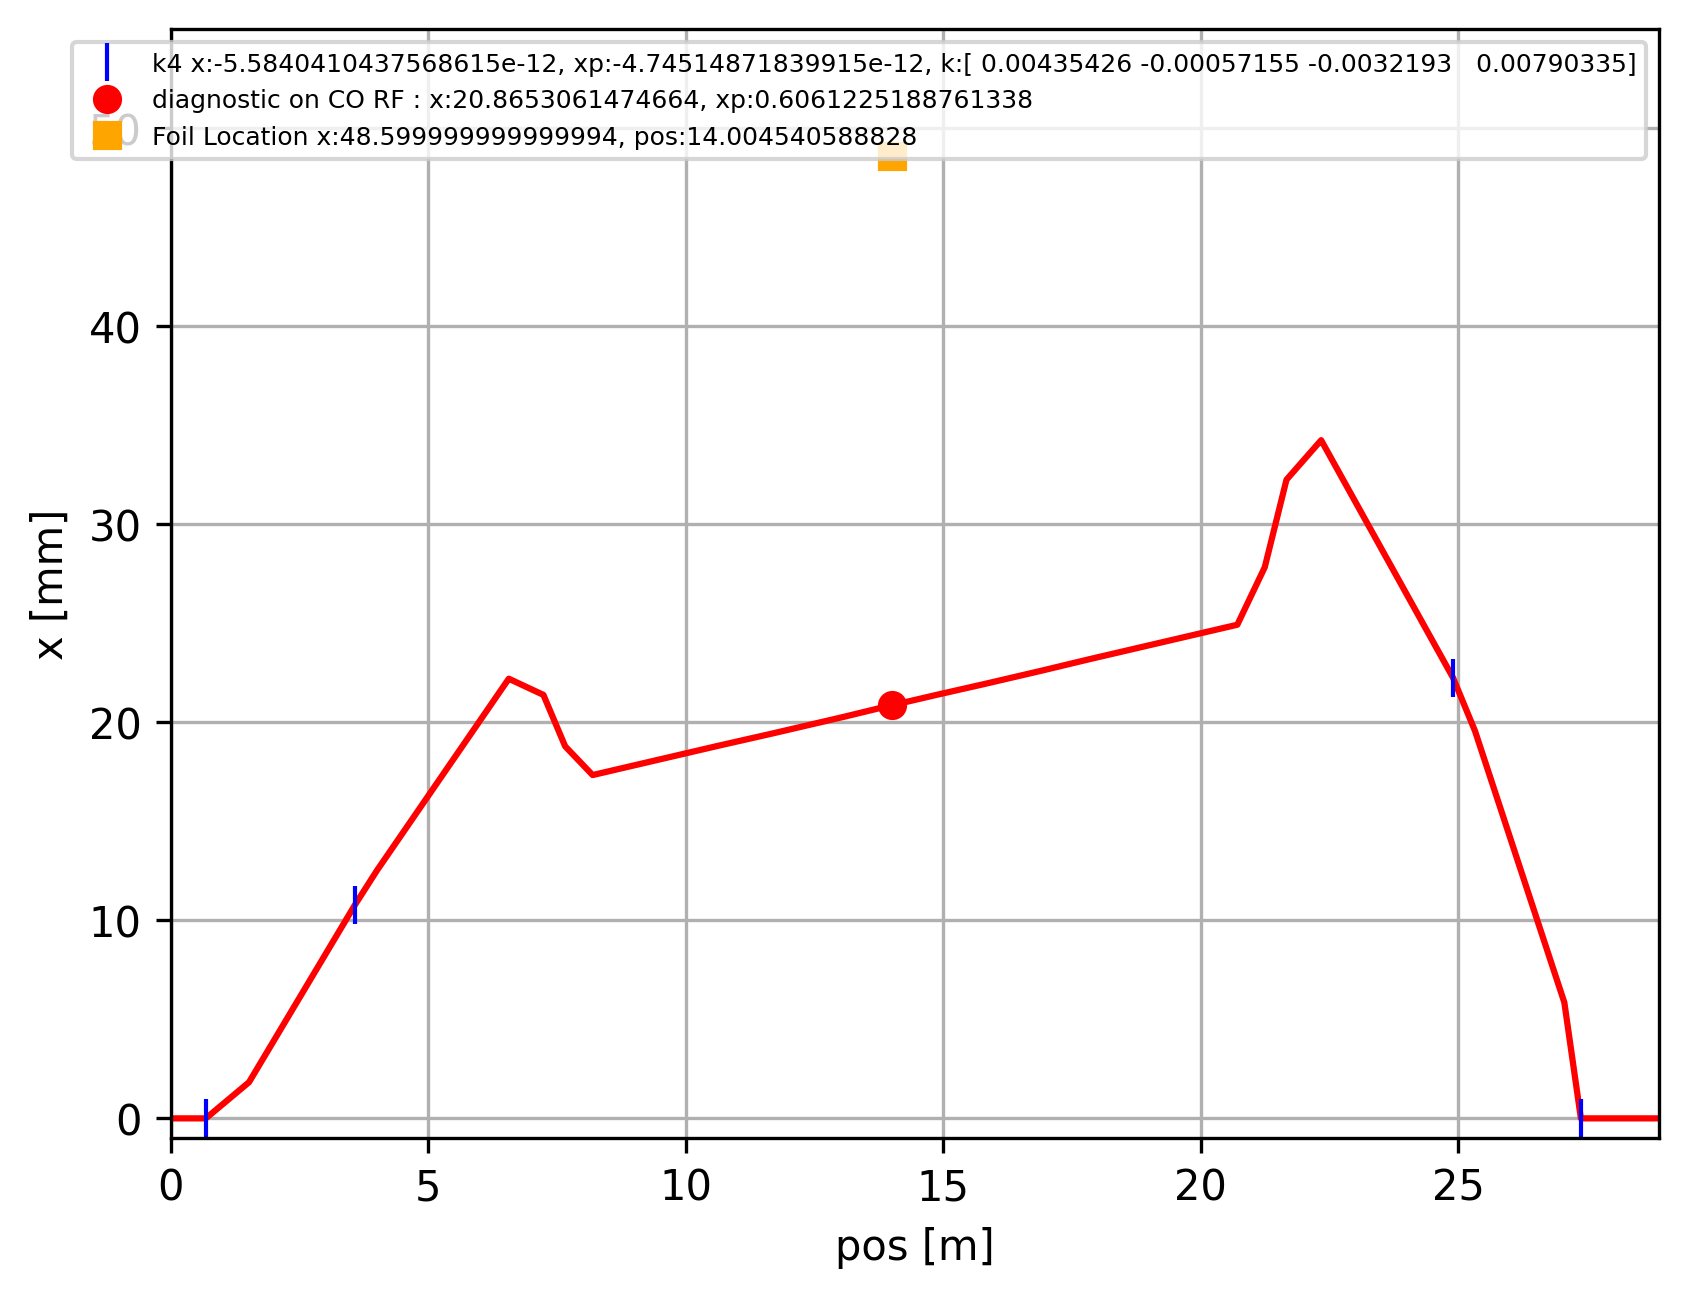 k4 x:-5.5840410437568615e-12, xp:-4.74514871839915e-12, k:[ 0.00435426 -0.00057155 -0.0032193   0.00790335]
diagnostic on CO RF : x:20.8653061474664, xp:0.6061225188761338
Foil Location x:48.599999999999994, pos:14.004540588828
50
40
30
20
10
0
x [mm]
0 5 10 15 20 25
pos [m]